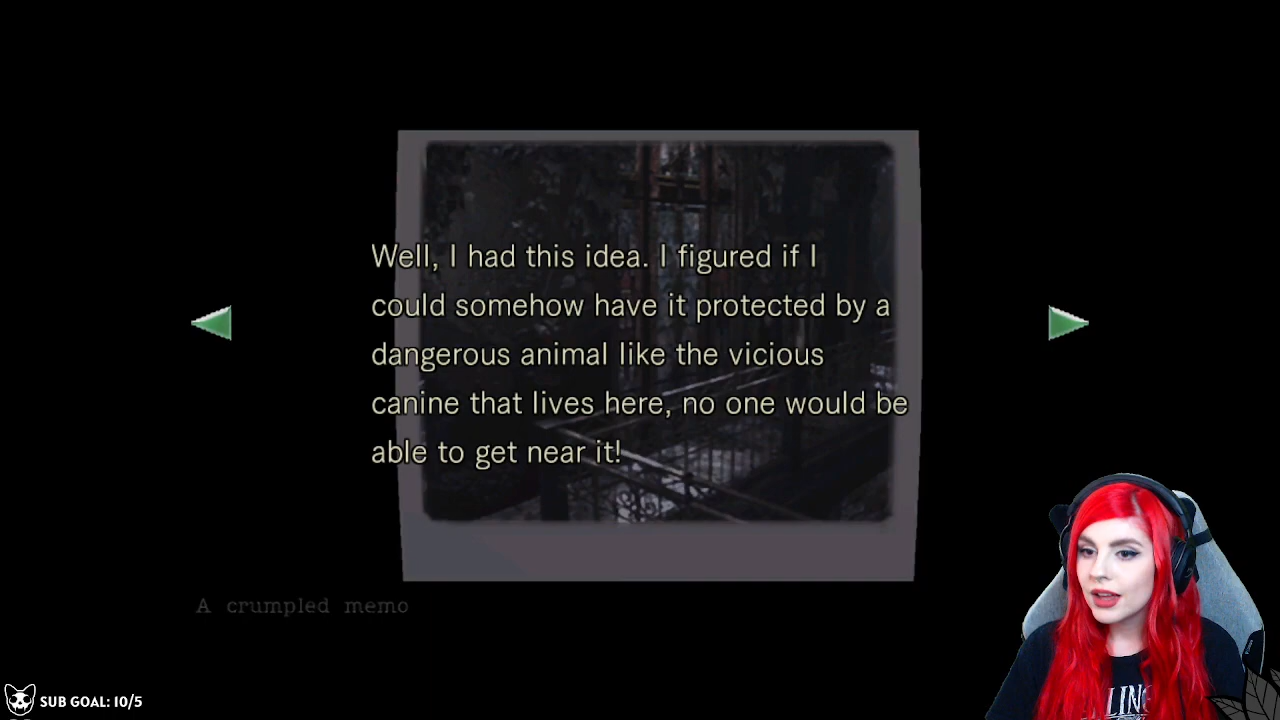 Well, I had this idea. I figured if I
could somehow have it protected by a
dangerous animal like the vicious
canine that lives here, no one would be
able to get near it!
A crumpled memo
SUB GOAL: 10/5